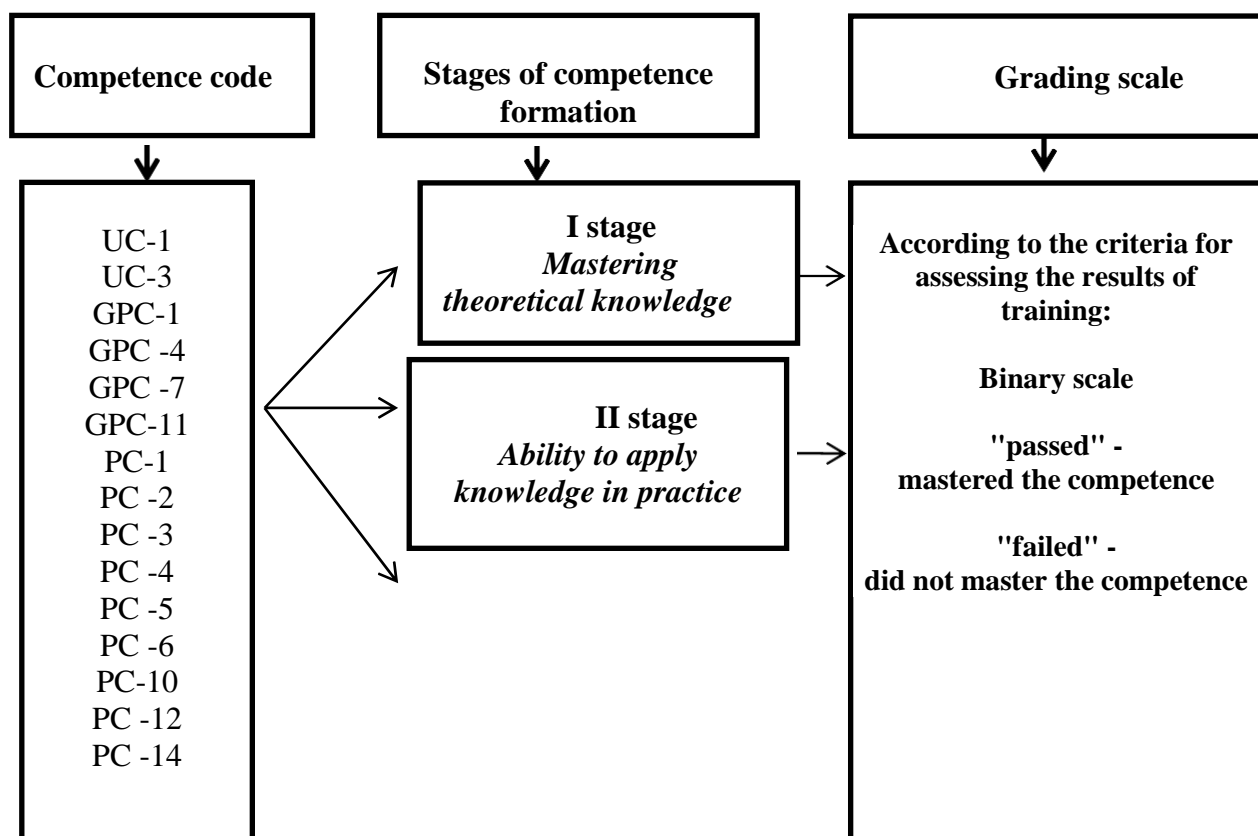 Competence code
Stages of competence
formation
Grading scale
UC-1
UC-3
GPC-1
GPC -4
GPC -7
GPC-11
PC-1
PC -2
PC -3
PC -4
PC -5
PC -6
PC-10
PC -12
PC -14
I stage
Mastering
theoretical knowledge
II stage
Ability to apply
knowledge in practice
According to the criteria for
assessing the results of
training:
Binary scale
"passed" -
mastered the competence
"failed" -
did not master the competence